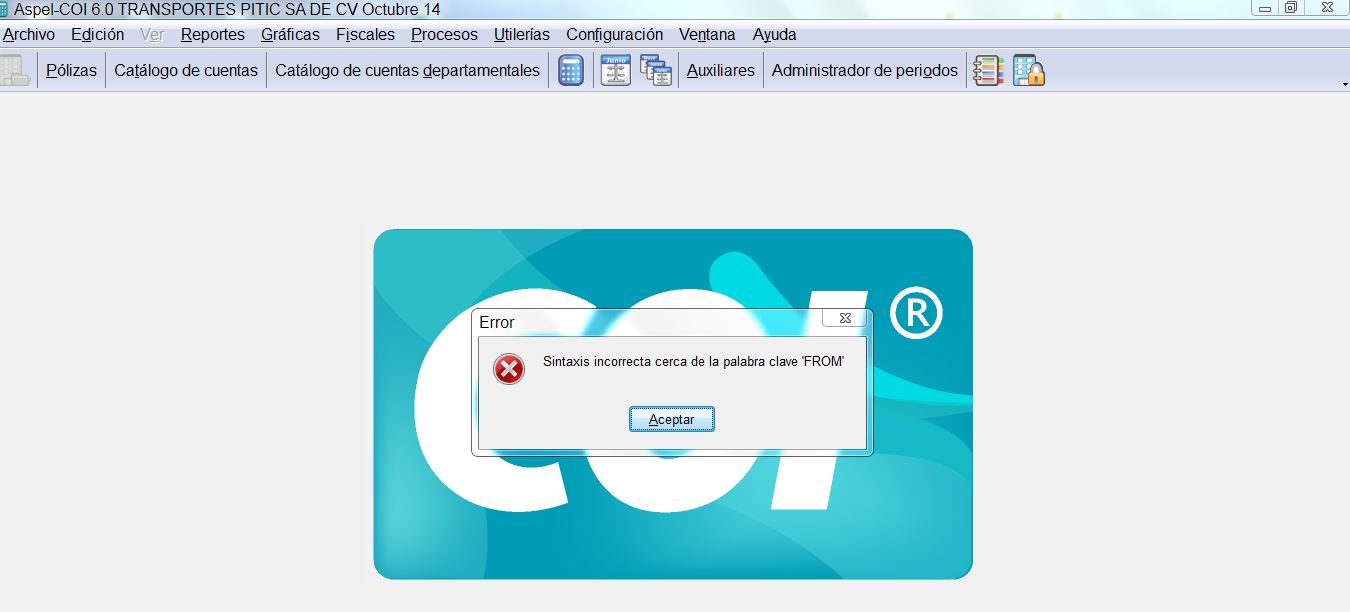 Aspel-COI 6.0 TRANSPORTES PITIC SA DE CV Octubre 14
Archivo Edición Ver Reportes Gráficas Fiscales Procesos Utilerías Configuración Ventana Ayuda
Pólizas Catálogo de cuentas Catálogo de cuentas departamentales Junio Junio Auxiliares Administrador de periodos
COI ®
Error
Sintaxis incorrecta cerca de la palabra clave 'FROM'
Aceptar